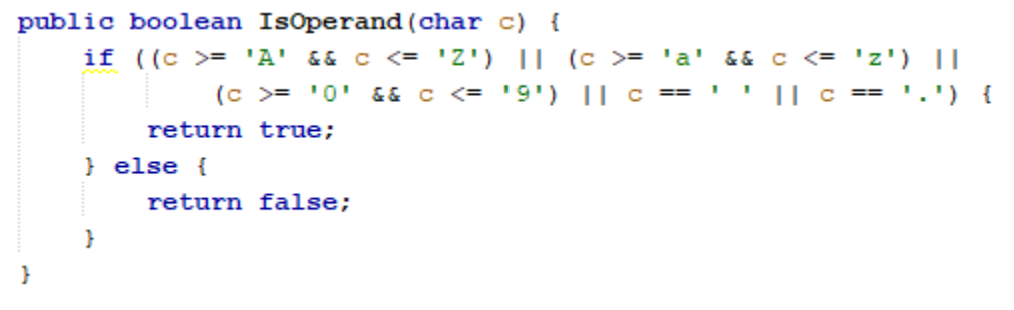 public boolean IsOperand(char c) {
if ((c >= 'A' && c <= 'Z') || (c >= 'a' && c <= 'z') ||
(c >= '0' && c <= '9') || c == ' ' || c == '.') {
return true;
} else {
return false;
}
}